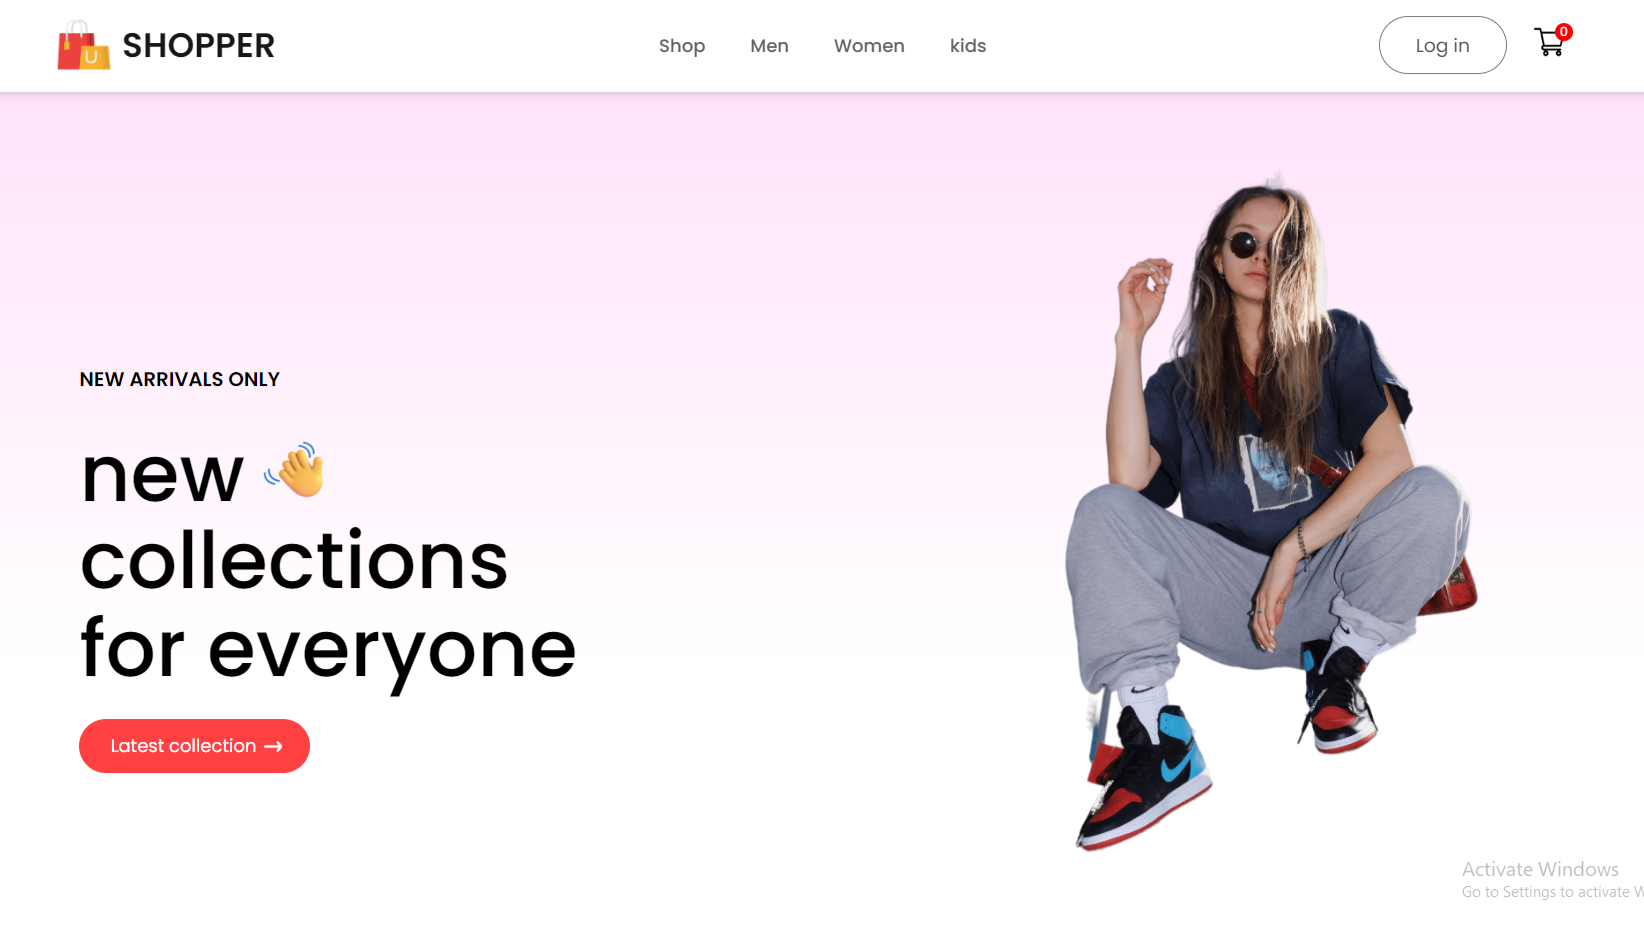 SHOPPER
Shop Men Women kids
Log in
0
NEW ARRIVALS ONLY
new
collections
for everyone
Latest collection →
Activate Windows
Go to Settings to activate W